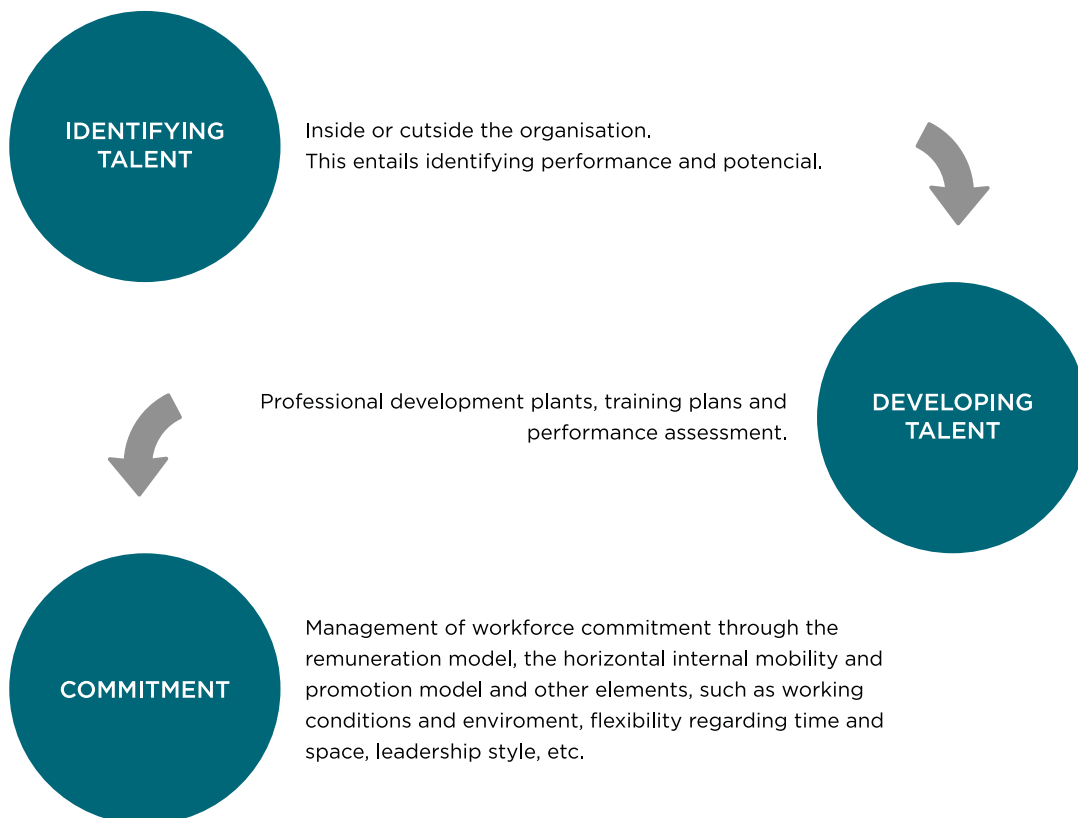 IDENTIFYING
TALENT
Inside or cutside the organisation.
This entails identifying performance and potencial.
Professional development plants, training plans and
performance assessment.
DEVELOPING
TALENT
COMMITMENT
Management of workforce commitment through the
remuneration model, the horizontal internal mobility and
promotion model and other elements, such as working
conditions and enviroment, flexibility regarding time and
space, leadership style, etc.